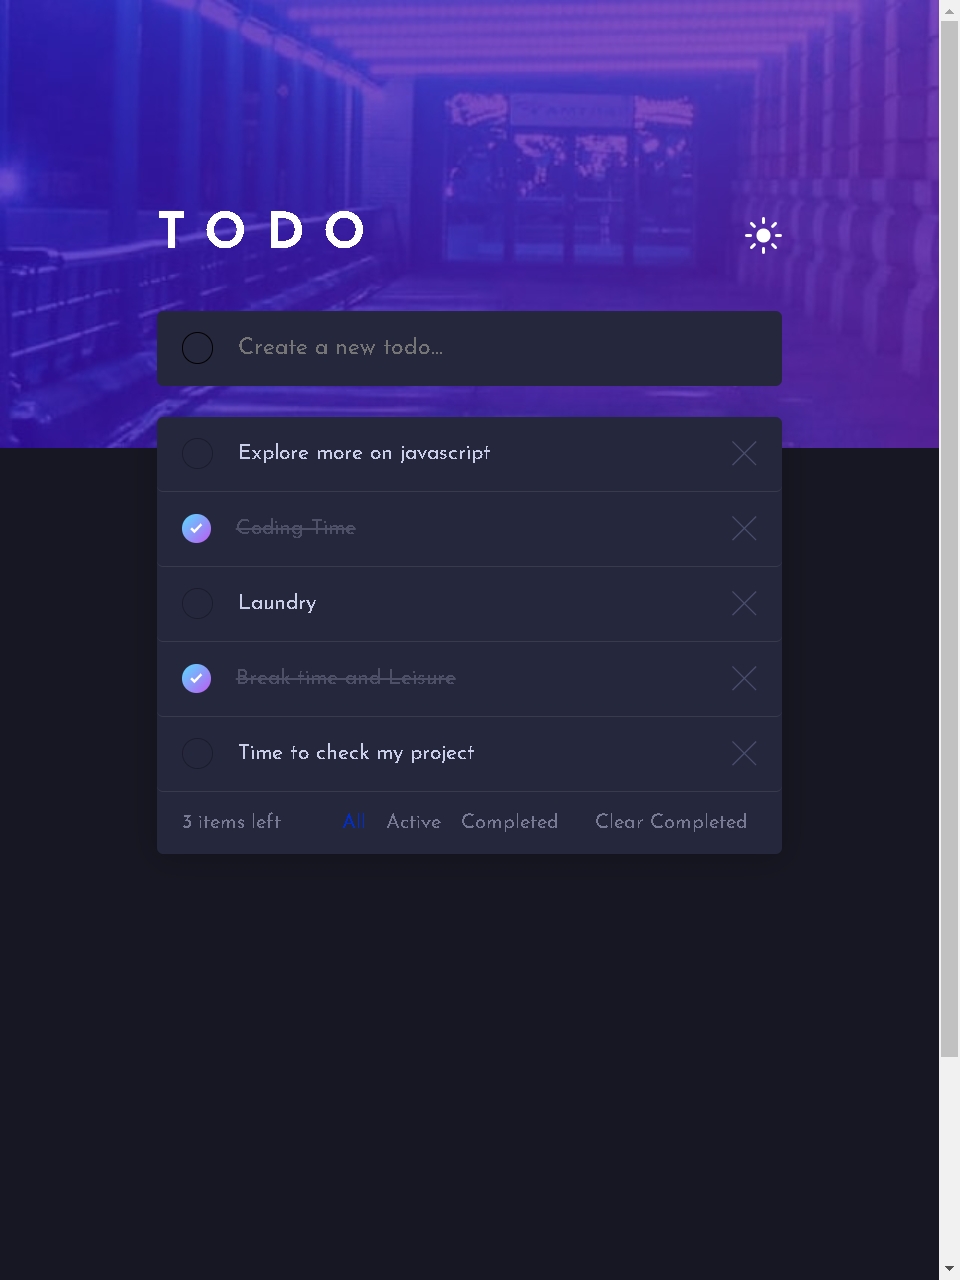 TODO
Create a new todo...
Explore more on javascript
Coding Time
Laundry
Break time and Leisure
Time to check my project
3 items left All Active Completed Clear Completed